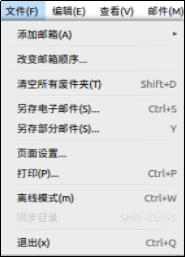 文件(F) 编辑(E) 查看(V) 邮件(M)
添加邮箱(A)
改变邮箱顺序...
清空所有废件夹(T) Shift+D
另存电子邮件(S)... Ctrl+S
另存部分邮件(S)... Y
页面设置...
打印(P)... Ctrl+P
离线模式(m) Ctrl+W
同步目录 Shift+Ctrl+S
退出(x) Ctrl+Q